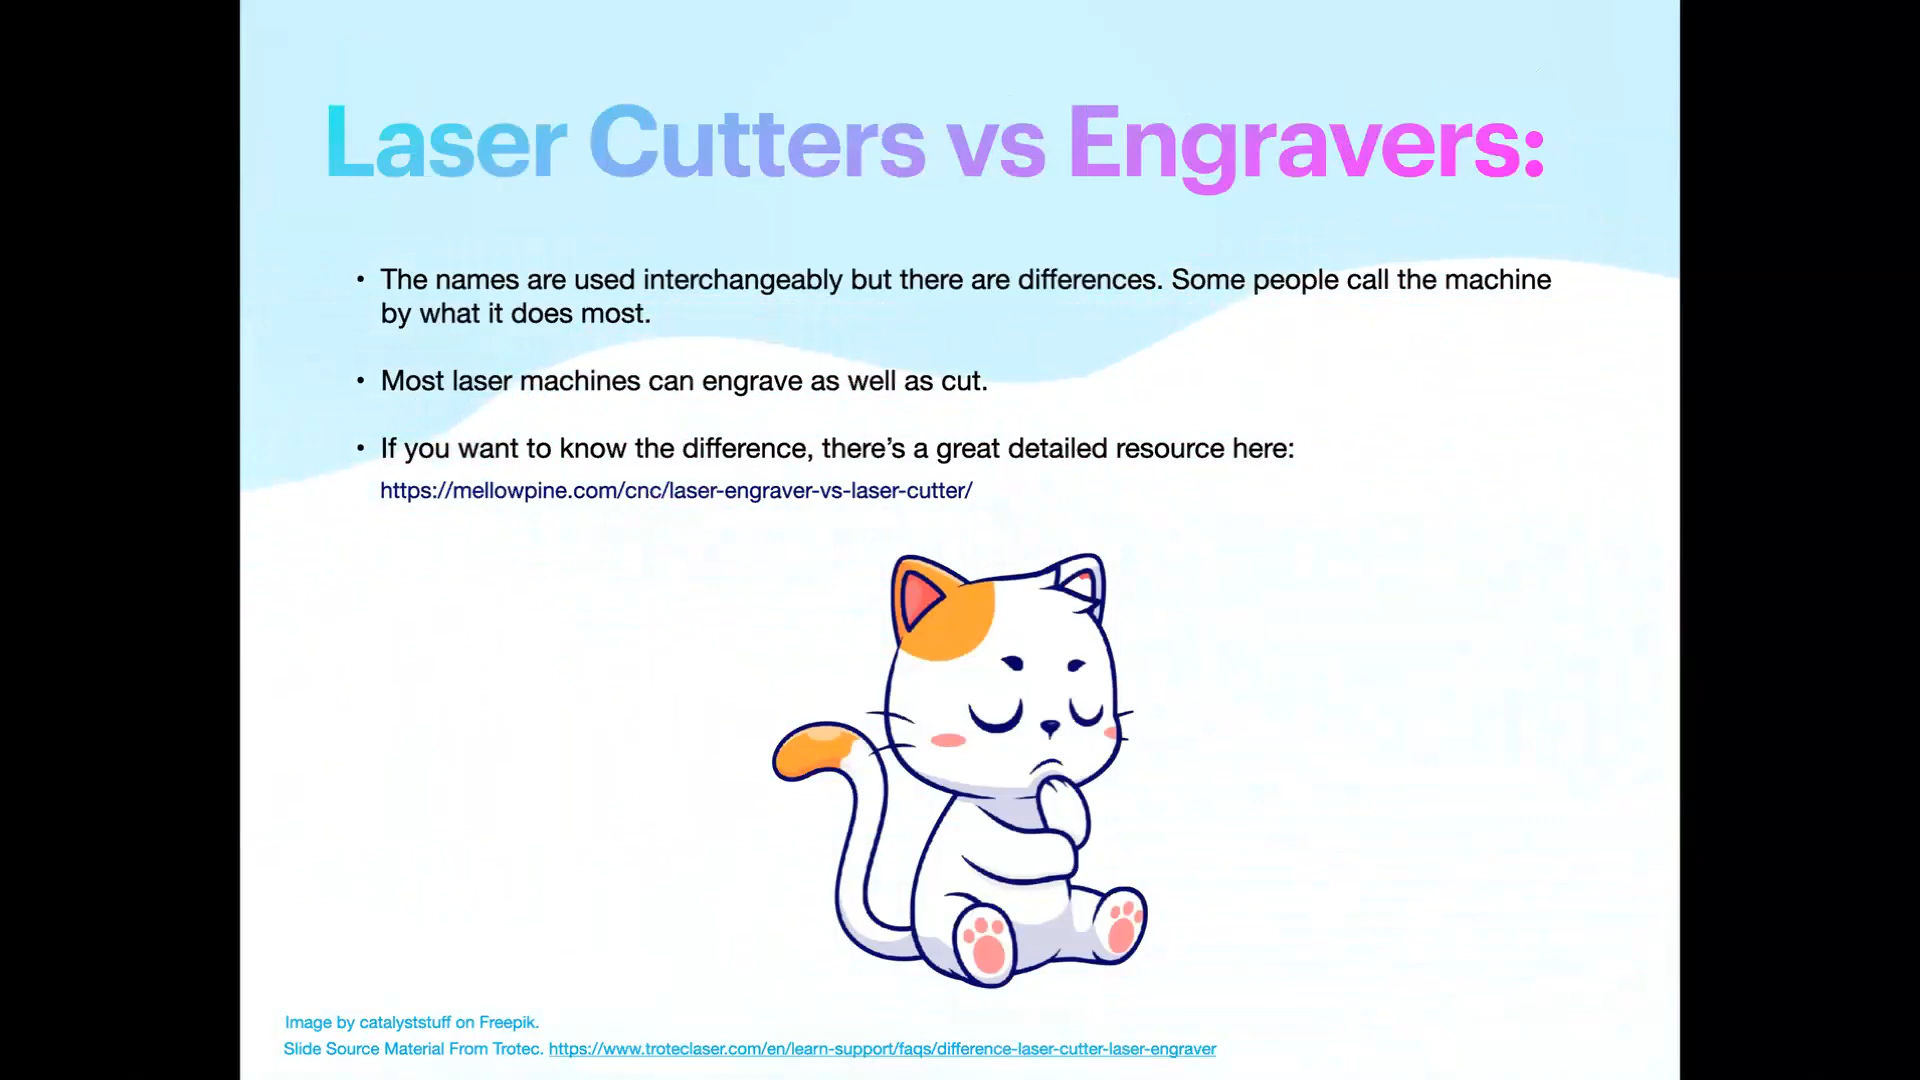 Laser Cutters vs Engravers:
• The names are used interchangeably but there are differences. Some people call the machine
by what it does most.
• Most laser machines can engrave as well as cut.
• If you want to know the difference, there’s a great detailed resource here:
https://mellowpine.com/cnc/laser-engraver-vs-laser-cutter/
Image by catalyststuff on Freepik.
Slide Source Material From Trotec. https://www.troteclaser.com/en/learn-support/faqs/difference-laser-cutter-laser-engraver